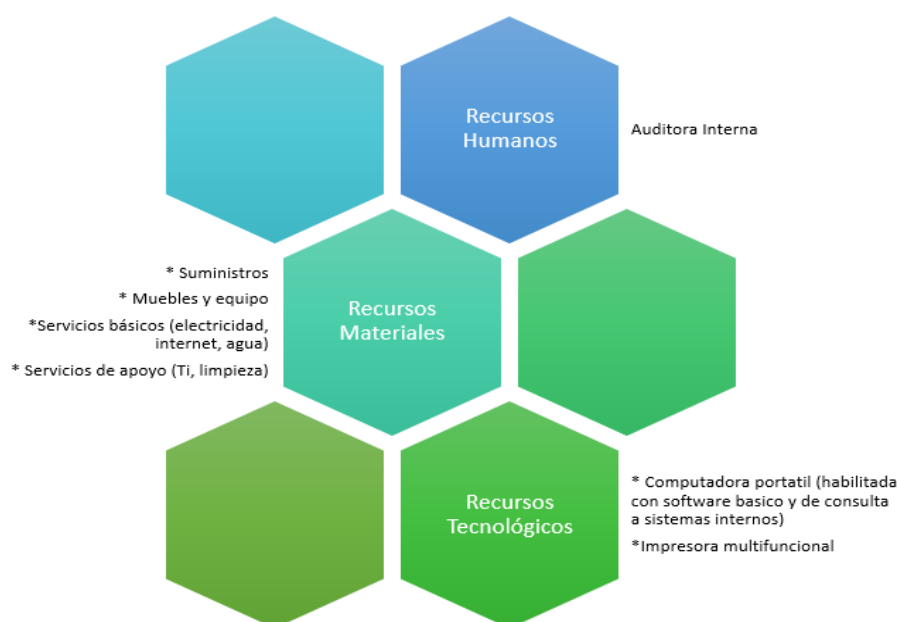 Recursos
Humanos
Auditora Interna
* Suministros
* Muebles y equipo
*Servicios básicos (electricidad,
internet, agua)
* Servicios de apoyo (Ti, limpieza)
Recursos
Materiales
Recursos
Tecnológicos
* Computadora portatil (habilitada
con software basico y de consulta
a sistemas internos)
*Impresora multifuncional